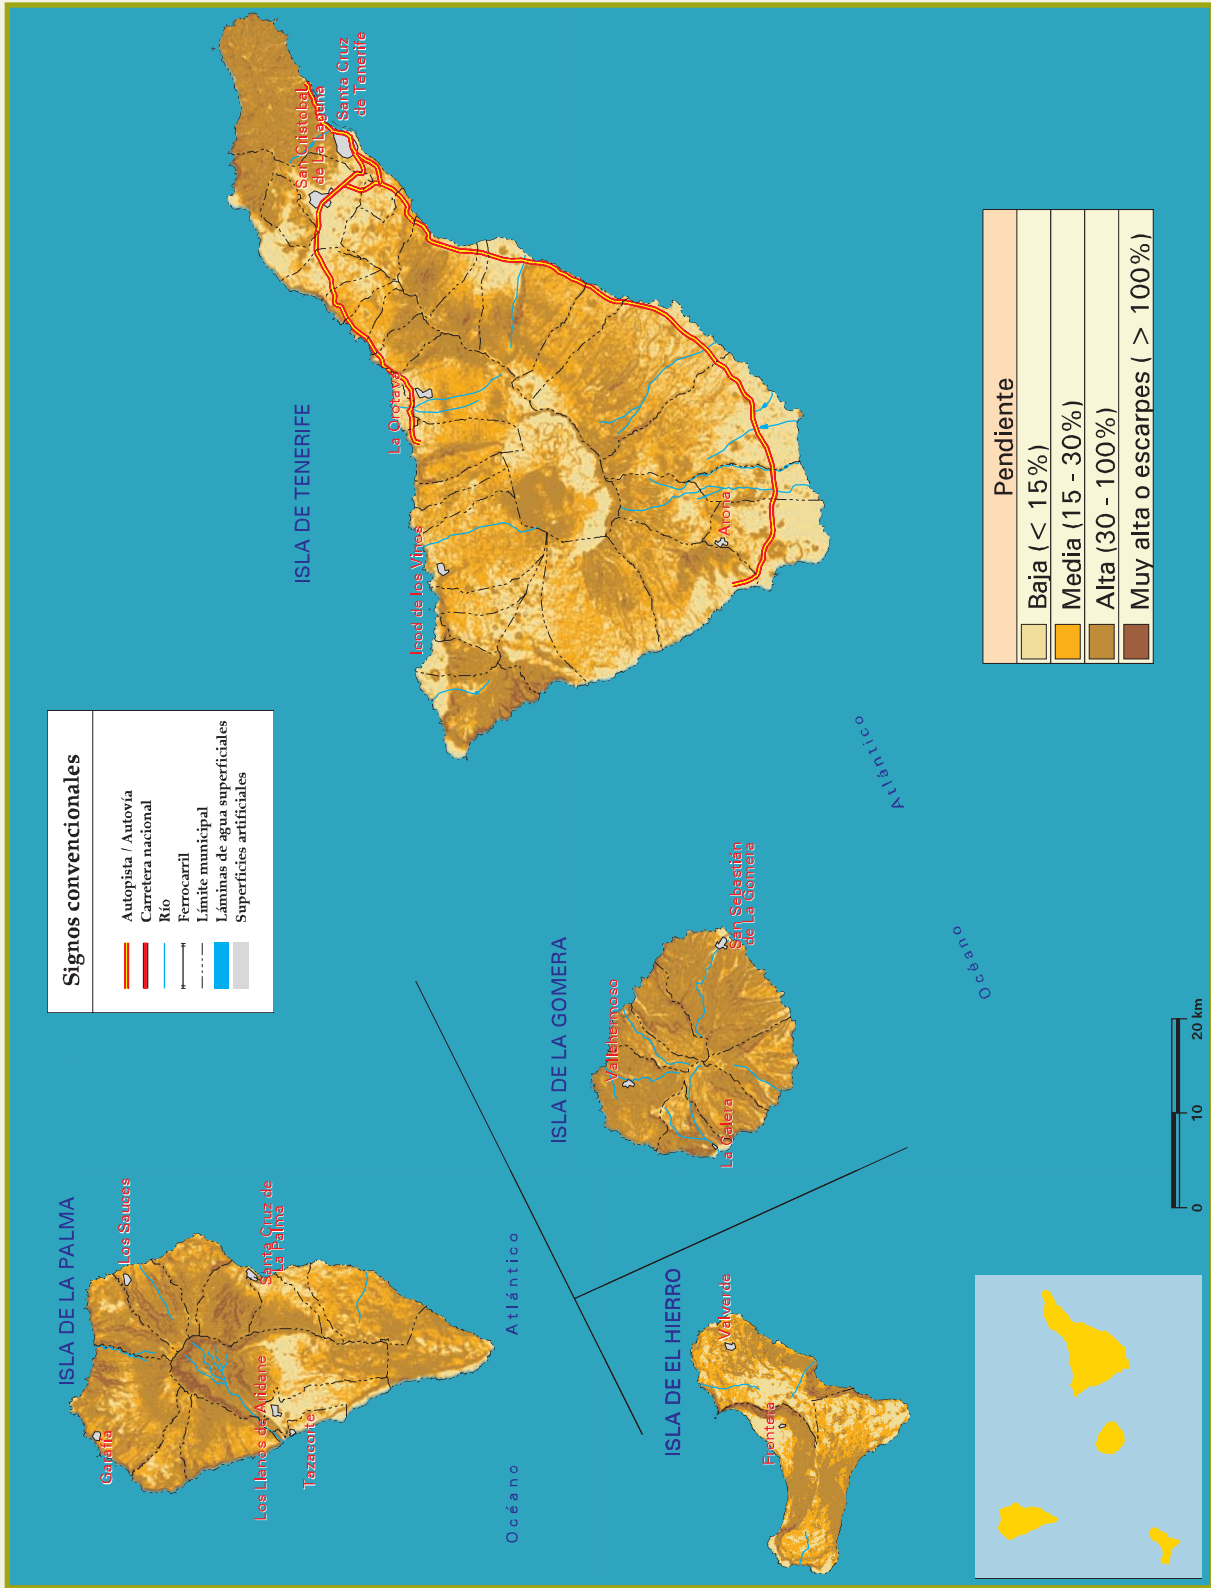 ISLA DE LA PALMA
Los Sauces
Santa Cruz de
La Palma
Garafía
Los Llanos de Aridane
Tazacorte
Océano
Atlántico
Signos convencionales
Autopista / Autovía
Carretera nacional
Río
Ferrocarril
Límite municipal
Láminas de agua superficiales
Superficies artificiales
ISLA DE TENERIFE
San Cristobal
de La Laguna
Santa Cruz
de Tenerife
La Orotava
Icod de los Vinos
Arona
ISLA DE LA GOMERA
Vallehermoso
San Sebastián
de La Gomera
La Calera
ISLA DE EL HIERRO
Valverde
Frontera
Océano
Atlántico
Pendiente
Baja (< 15%)
Media (15 - 30%)
Alta (30 - 100%)
Muy alta o escarpes ( > 100%)
0 10 20 km